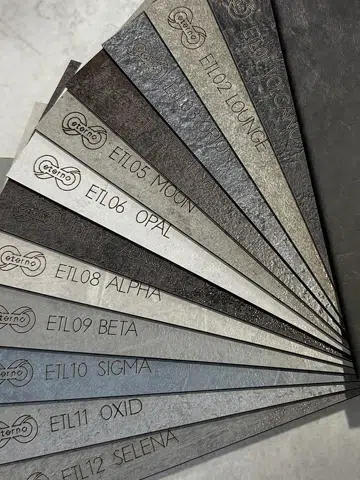 eterno
ETL02 LOUNGE
eterno
ETL05 MOON
eterno
ETL06 OPAL
eterno
ETL08 ALPHA
eterno
ETL09 BETA
eterno
ETL10 SIGMA
eterno
ETL11 OXID
eterno
ETL12 SELENA